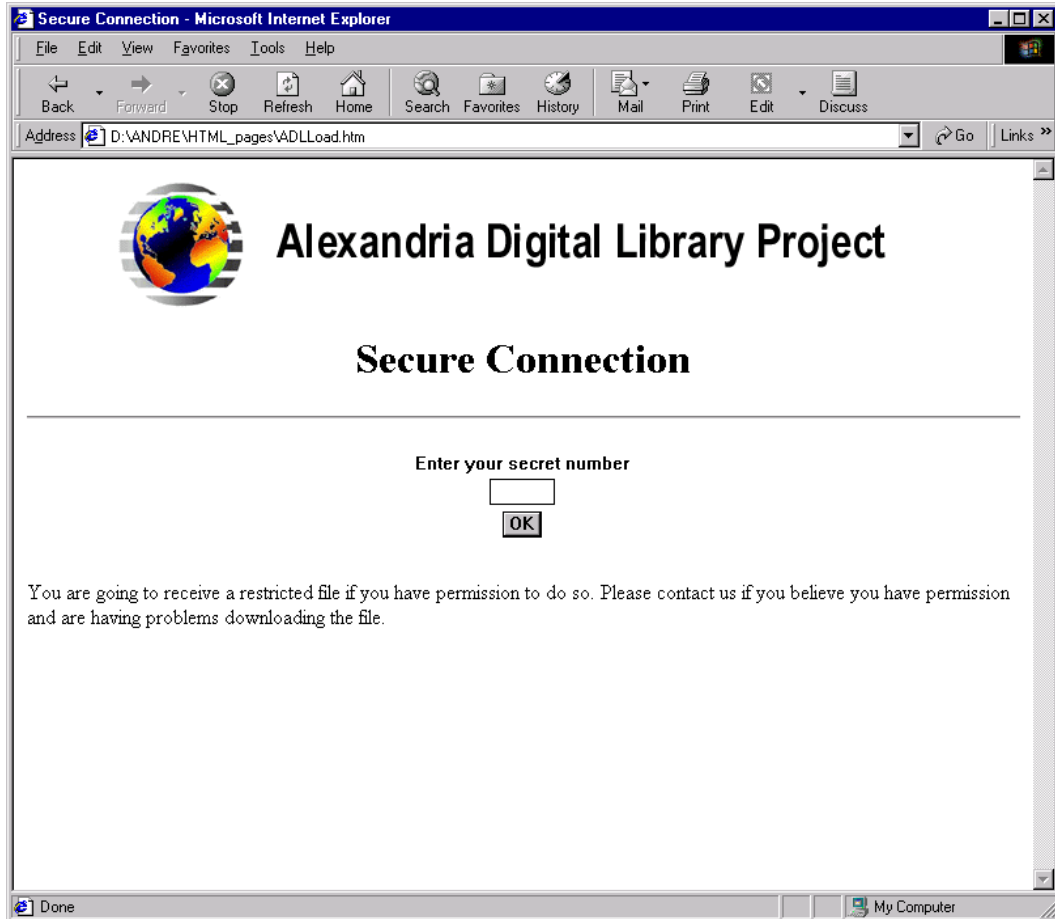 Secure Connection - Microsoft Internet Explorer
File Edit View Favorites Tools Help
Back Forward Stop Refresh Home Search Favorites History Mail Print Edit Discuss
Address D:\ANDRE\HTML_pages\ADLLoad.htm Go Links »
Alexandria Digital Library Project
Secure Connection
Enter your secret number
OK
You are going to receive a restricted file if you have permission to do so. Please contact us if you believe you have permission
and are having problems downloading the file.
Done My Computer